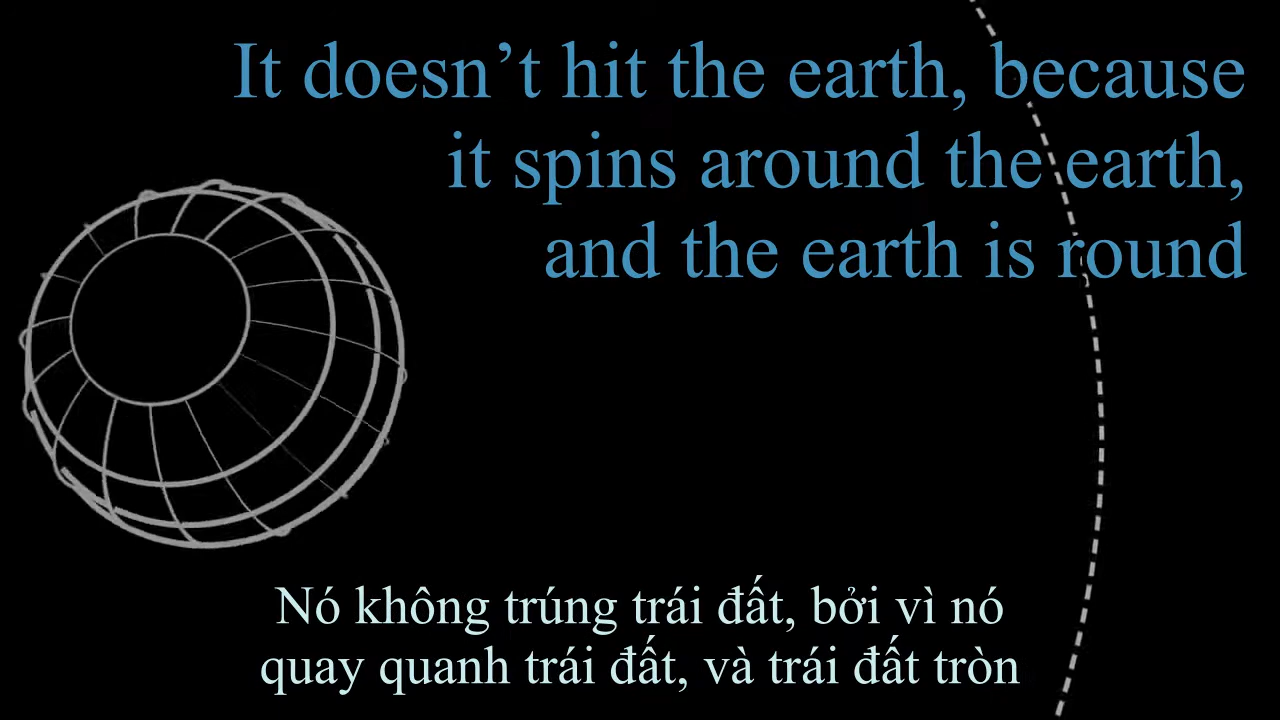 It doesn’t hit the earth, because
it spins around the earth,
and the earth is round
Nó không trúng trái đất, bởi vì nó
quay quanh trái đất, và trái đất tròn